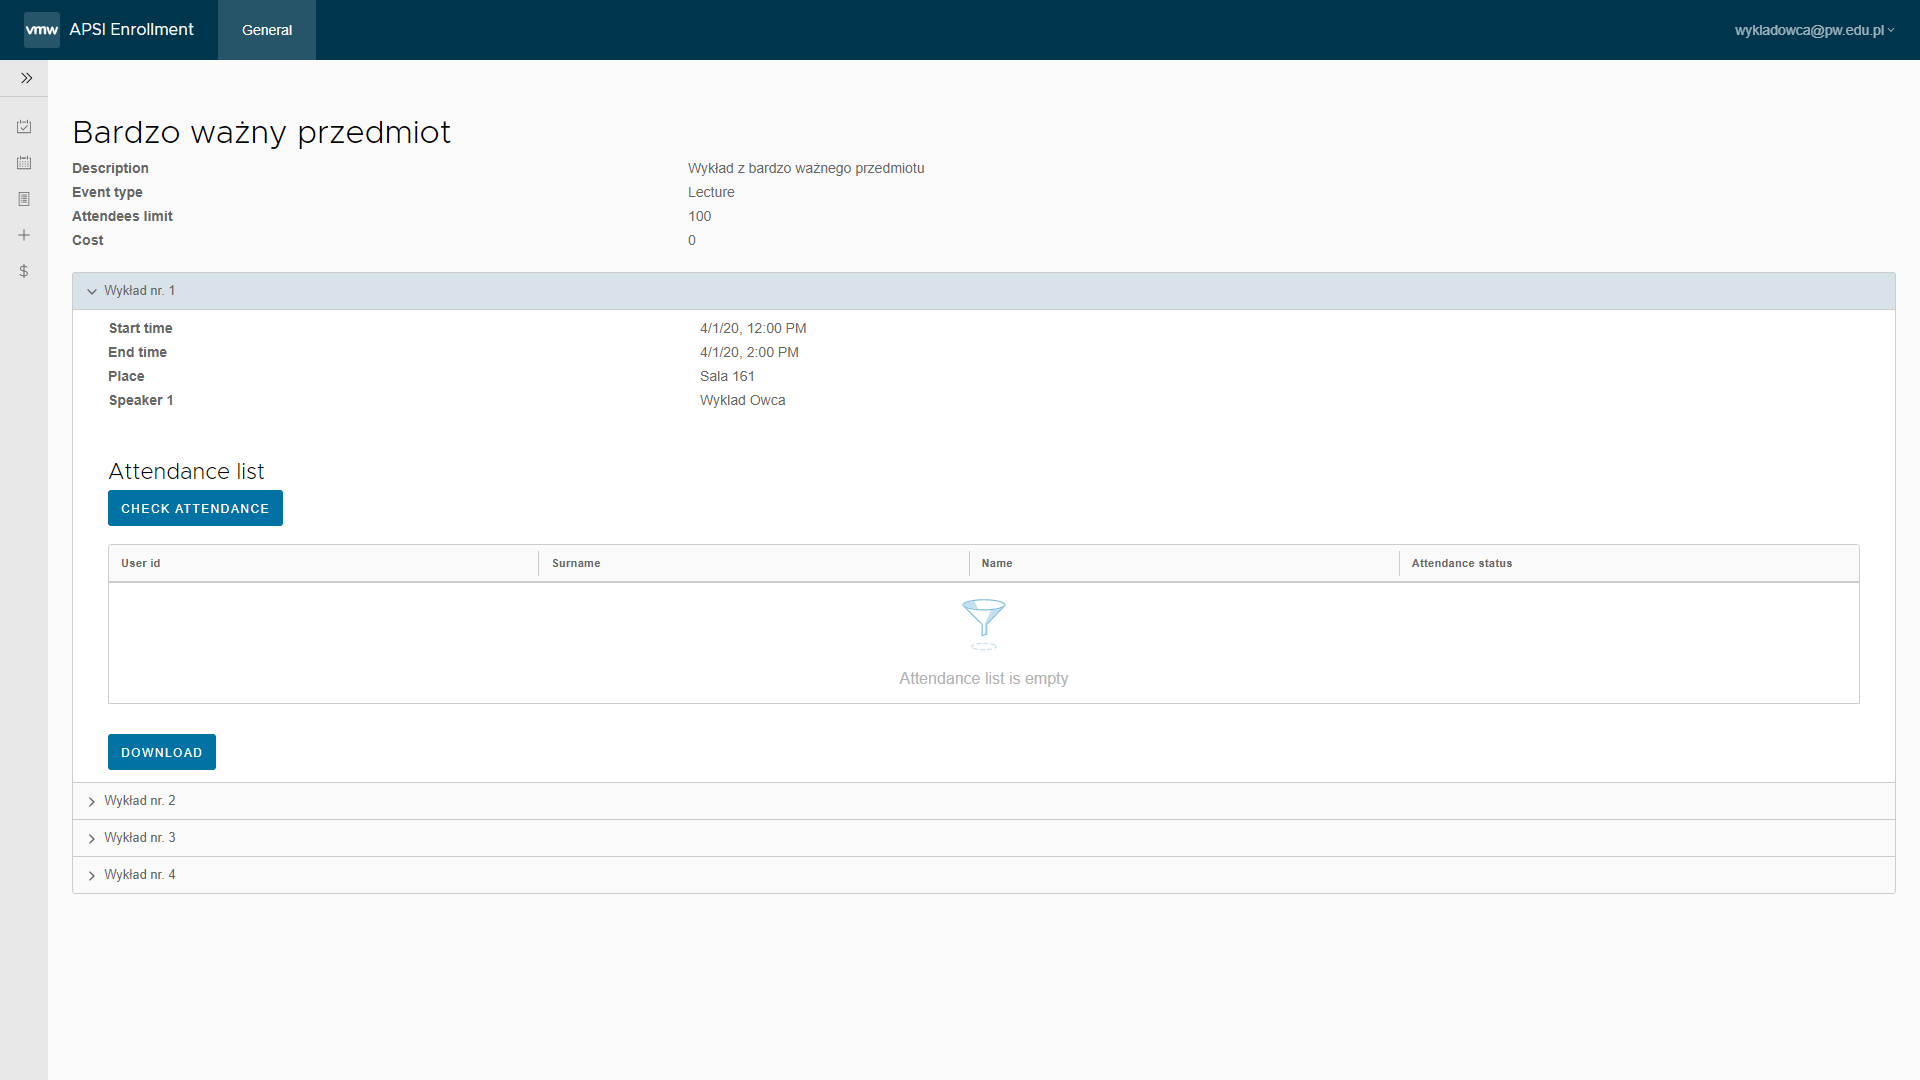 vmw APSI Enrollment General wykladowca@pw.edu.pl
Bardzo ważny przedmiot
Description Wykład z bardzo ważnego przedmiotu
Event type Lecture
Attendees limit 100
Cost 0
Wykład nr. 1
Start time 4/1/20, 12:00 PM
End time 4/1/20, 2:00 PM
Place Sala 161
Speaker 1 Wyklad Owca
Attendance list
CHECK ATTENDANCE
User id Surname Name Attendance status
Attendance list is empty
DOWNLOAD
Wykład nr. 2
Wykład nr. 3
Wykład nr. 4